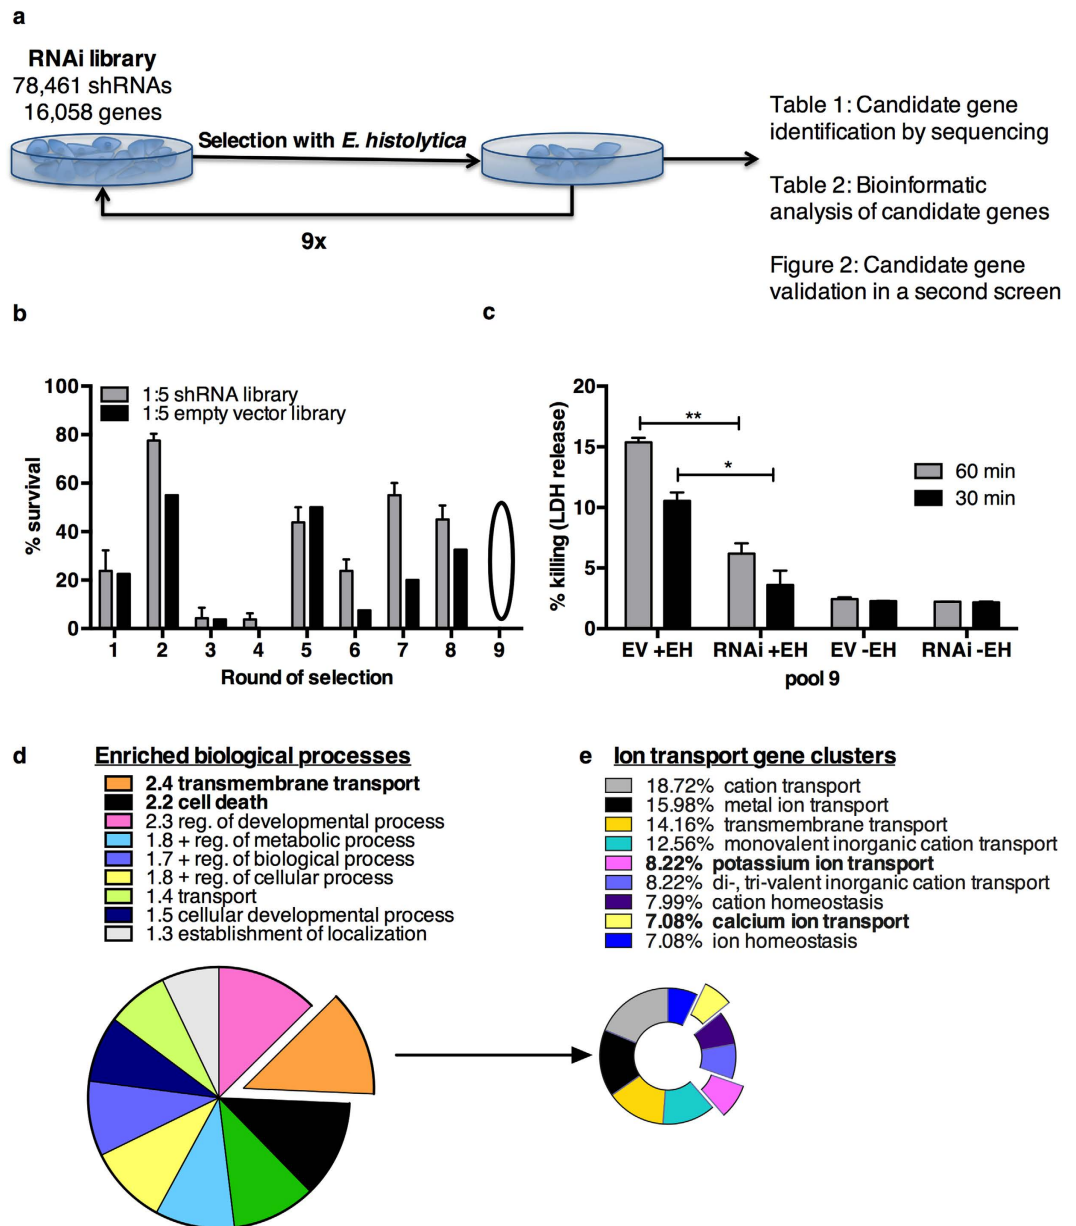 a
RNAi library
78,461 shRNAs
16,058 genes
Selection with E. histolytica
9x
Table 1: Candidate gene
identification by sequencing
Table 2: Bioinformatic
analysis of candidate genes
Figure 2: Candidate gene
validation in a second screen
b
100
80
60
40
20
0
% survival
1:5 shRNA library
1:5 empty vector library
1 2 3 4 5 6 7 8 9
Round of selection
c
20
15
10
5
0
% killing (LDH release)
**
*
60 min
30 min
EV +EH RNAi +EH EV -EH RNAi -EH
pool 9
d
Enriched biological processes
2.4 transmembrane transport
2.2 cell death
2.3 reg. of developmental process
1.8 + reg. of metabolic process
1.7 + reg. of biological process
1.8 + reg. of cellular process
1.4 transport
1.5 cellular developmental process
1.3 establishment of localization
e
Ion transport gene clusters
18.72% cation transport
15.98% metal ion transport
14.16% transmembrane transport
12.56% monovalent inorganic cation transport
8.22% potassium ion transport
8.22% di-, tri-valent inorganic cation transport
7.99% cation homeostasis
7.08% calcium ion transport
7.08% ion homeostasis